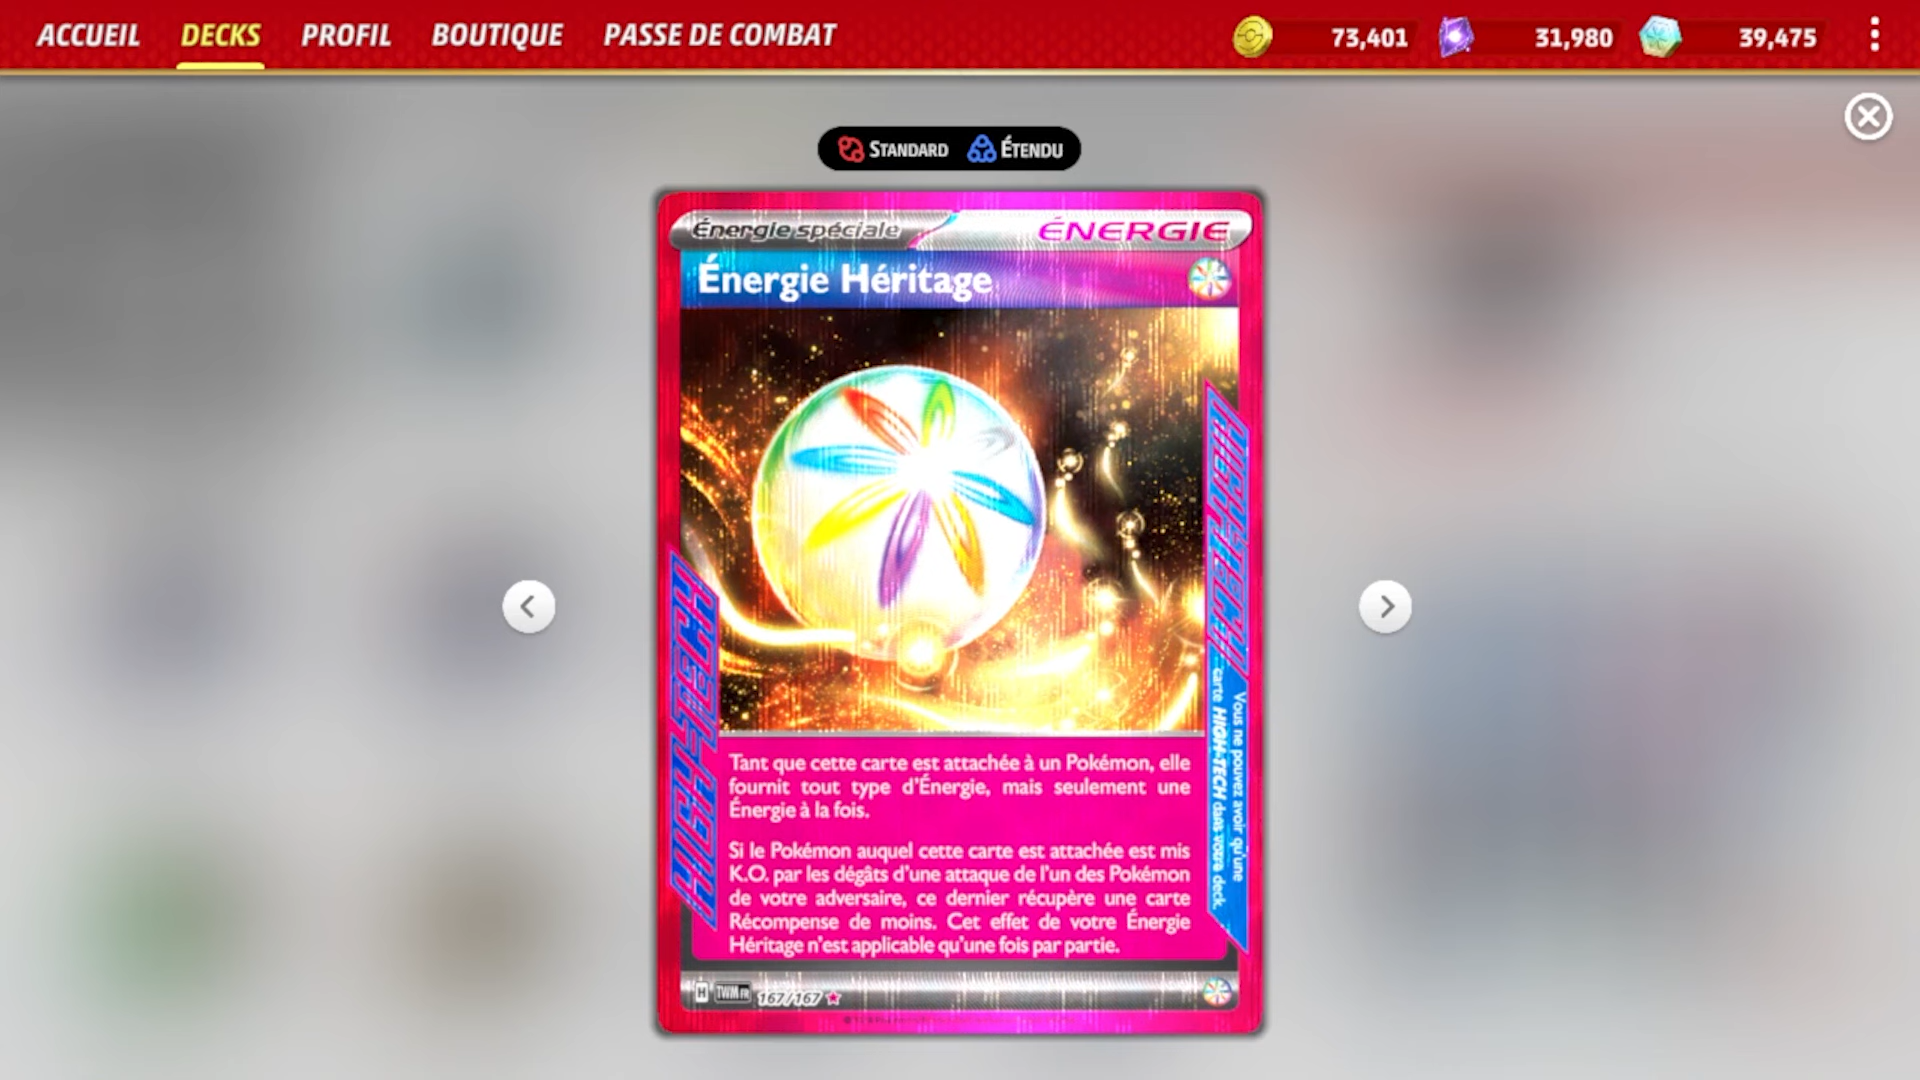 ACCUEIL DECKS PROFIL BOUTIQUE PASSE DE COMBAT 73,401 31,980 39,475
STANDARD ÉTENDU
Énergie spéciale ÉNERGIE
Énergie Héritage
HIGH-TECH
HIGH-TECH
Vous ne pouvez avoir qu'une
carte HIGH-TECH dans votre deck.
Tant que cette carte est attachée à un Pokémon, elle
fournit tout type d'Énergie, mais seulement une
Énergie à la fois.
Si le Pokémon auquel cette carte est attachée est mis
K.O. par les dégâts d'une attaque de l'un des Pokémon
de votre adversaire, ce dernier récupère une carte
Récompense de moins. Cet effet de votre Énergie
Héritage n'est applicable qu'une fois par partie.
H TWM FR 167/167